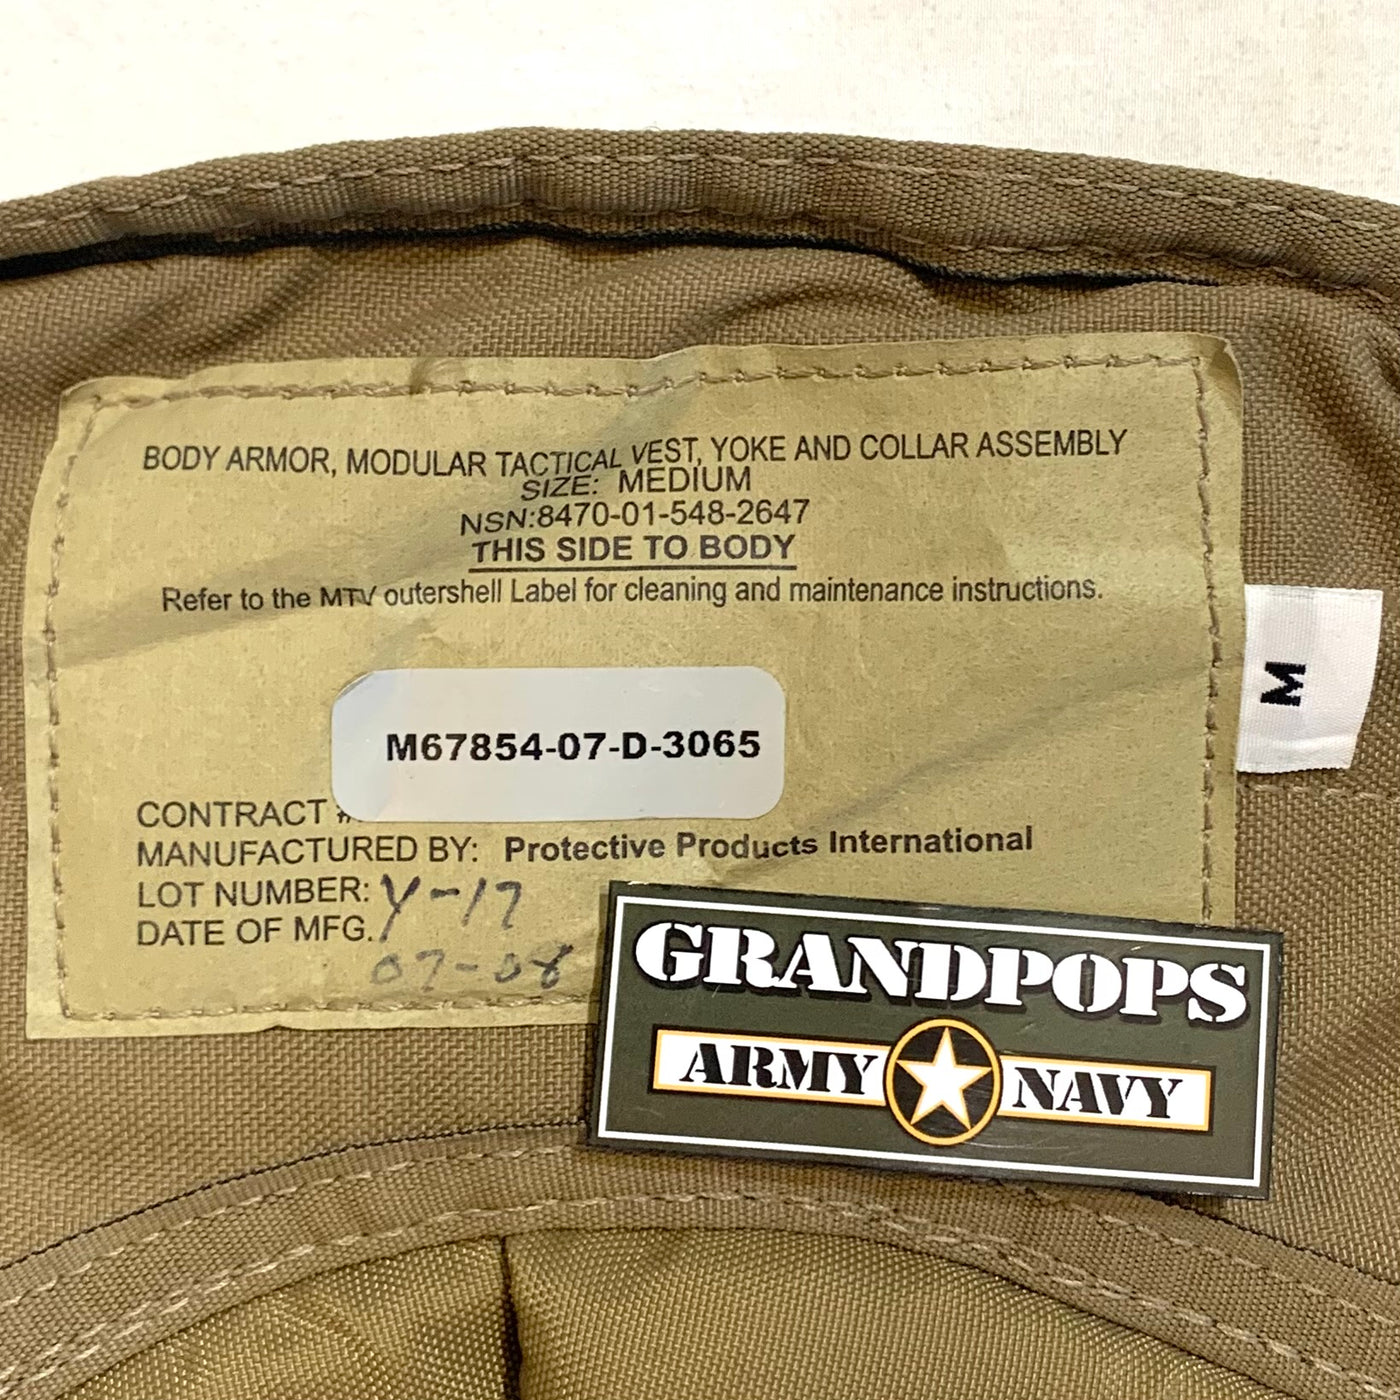 BODY ARMOR, MODULAR TACTICAL VEST, YOKE AND COLLAR ASSEMBLY
SIZE: MEDIUM
NSN:8470-01-548-2647
THIS SIDE TO BODY
Refer to the MTV outershell Label for cleaning and maintenance instructions.
M
M67854-07-D-3065
CONTRACT #
MANUFACTURED BY: Protective Products International
LOT NUMBER: Y-17
DATE OF MFG.
07-08
GRANDPOPS
ARMY NAVY